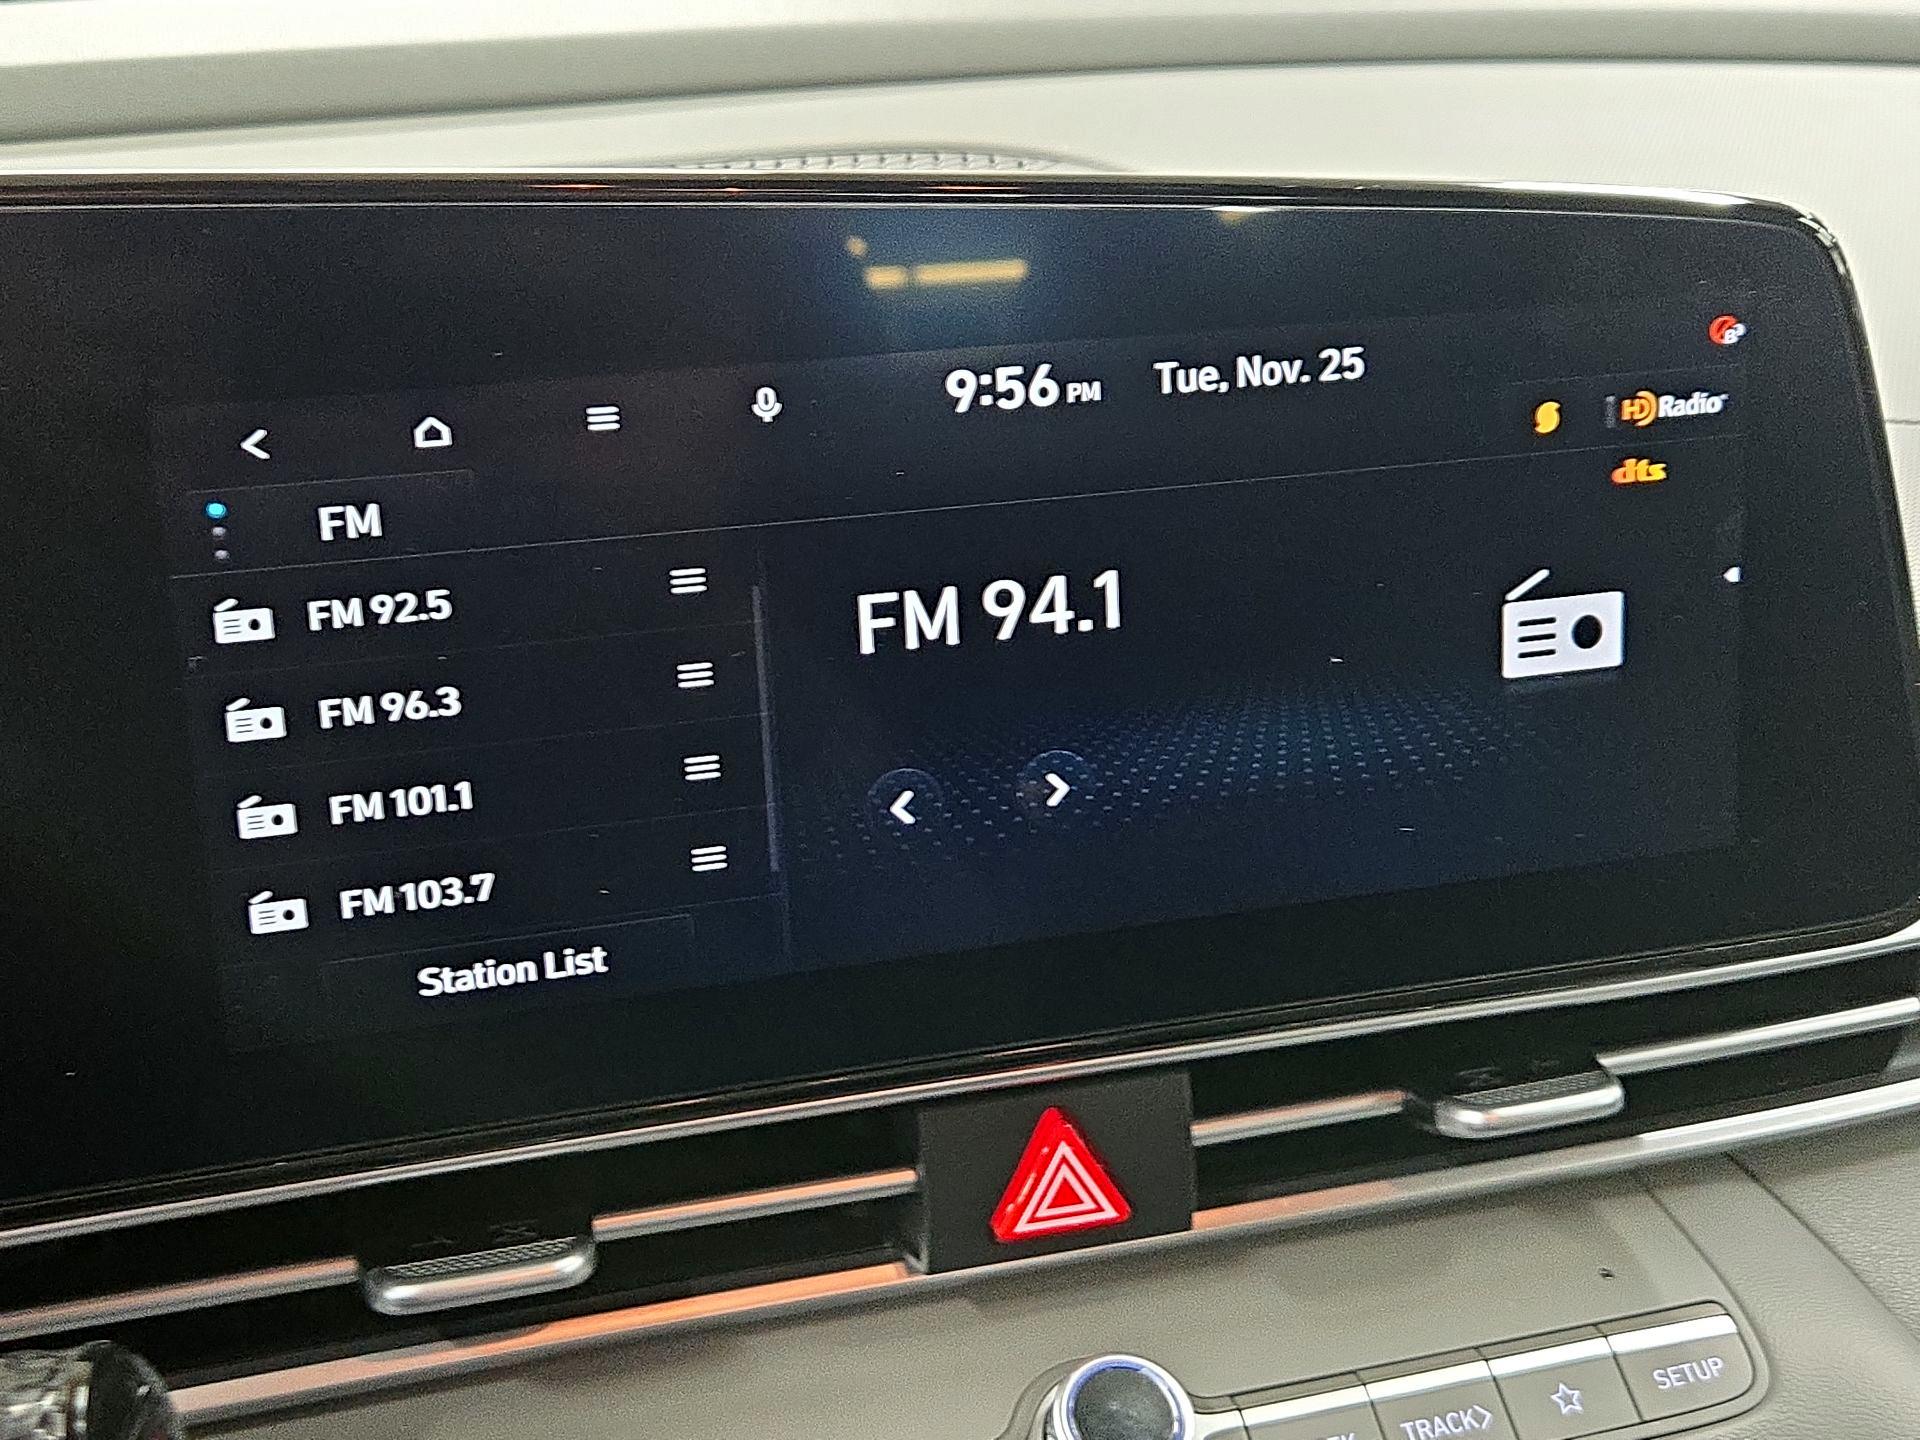 9:56 PM Tue, Nov. 25
HD Radio
dts
FM
FM 92.5
FM 96.3
FM 101.1
FM 103.7
Station List
FM 94.1
TRACK>
SETUP